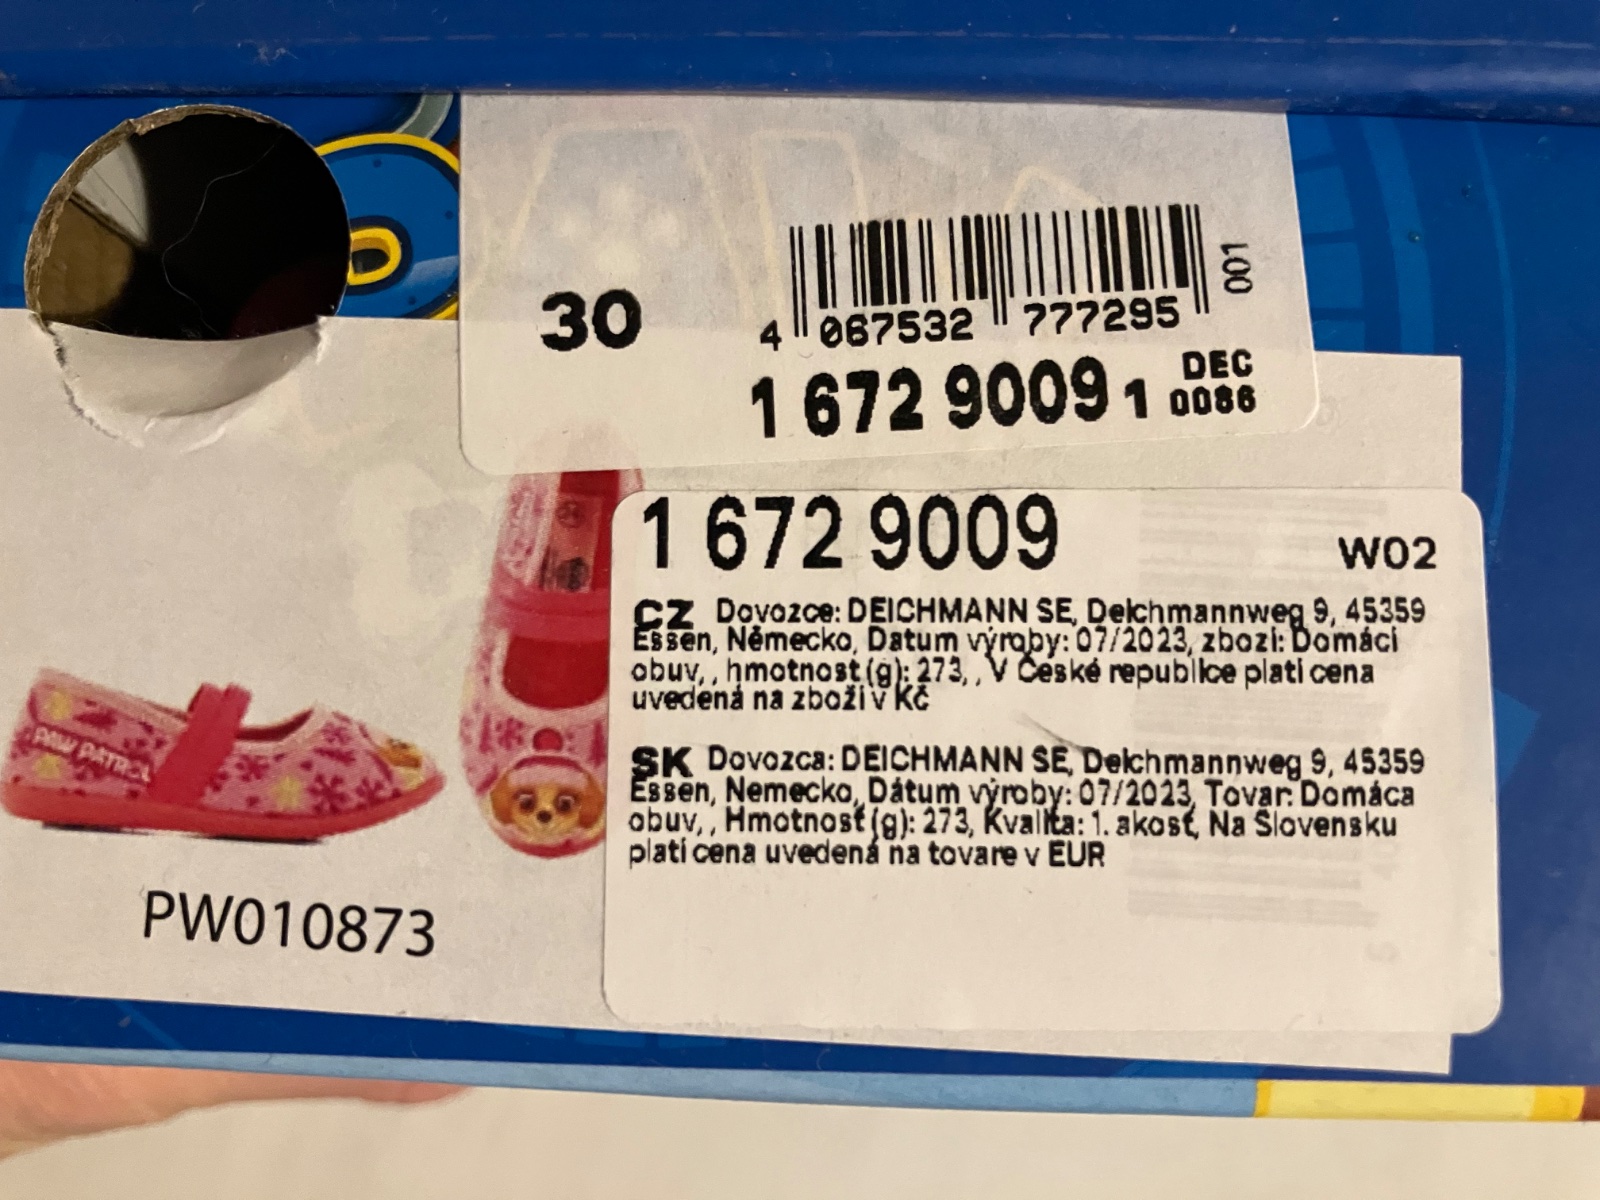 001
30
4 067532 777295
DEC
1 672 9009 1 0086
1 672 9009
W02
CZ Dovozce: DEICHMANN SE, Deichmannweg 9, 45359
Essen, Německo, Datum výroby: 07/2023, zbozi: Domácí
obuv, , hmotnost (g): 273, , V České republice platí cena
uvedená na zboží v Kč
SK Dovozca: DEICHMANN SE, Deichmannweg 9, 45359
Essen, Nemecko, Dátum výroby: 07/2023, Tovar: Domáca
obuv, , Hmotnosť (g): 273, Kvalita: 1. akosť, Na Slovensku
platí cena uvedená na tovare v EUR
PAW PATROL
PW010873